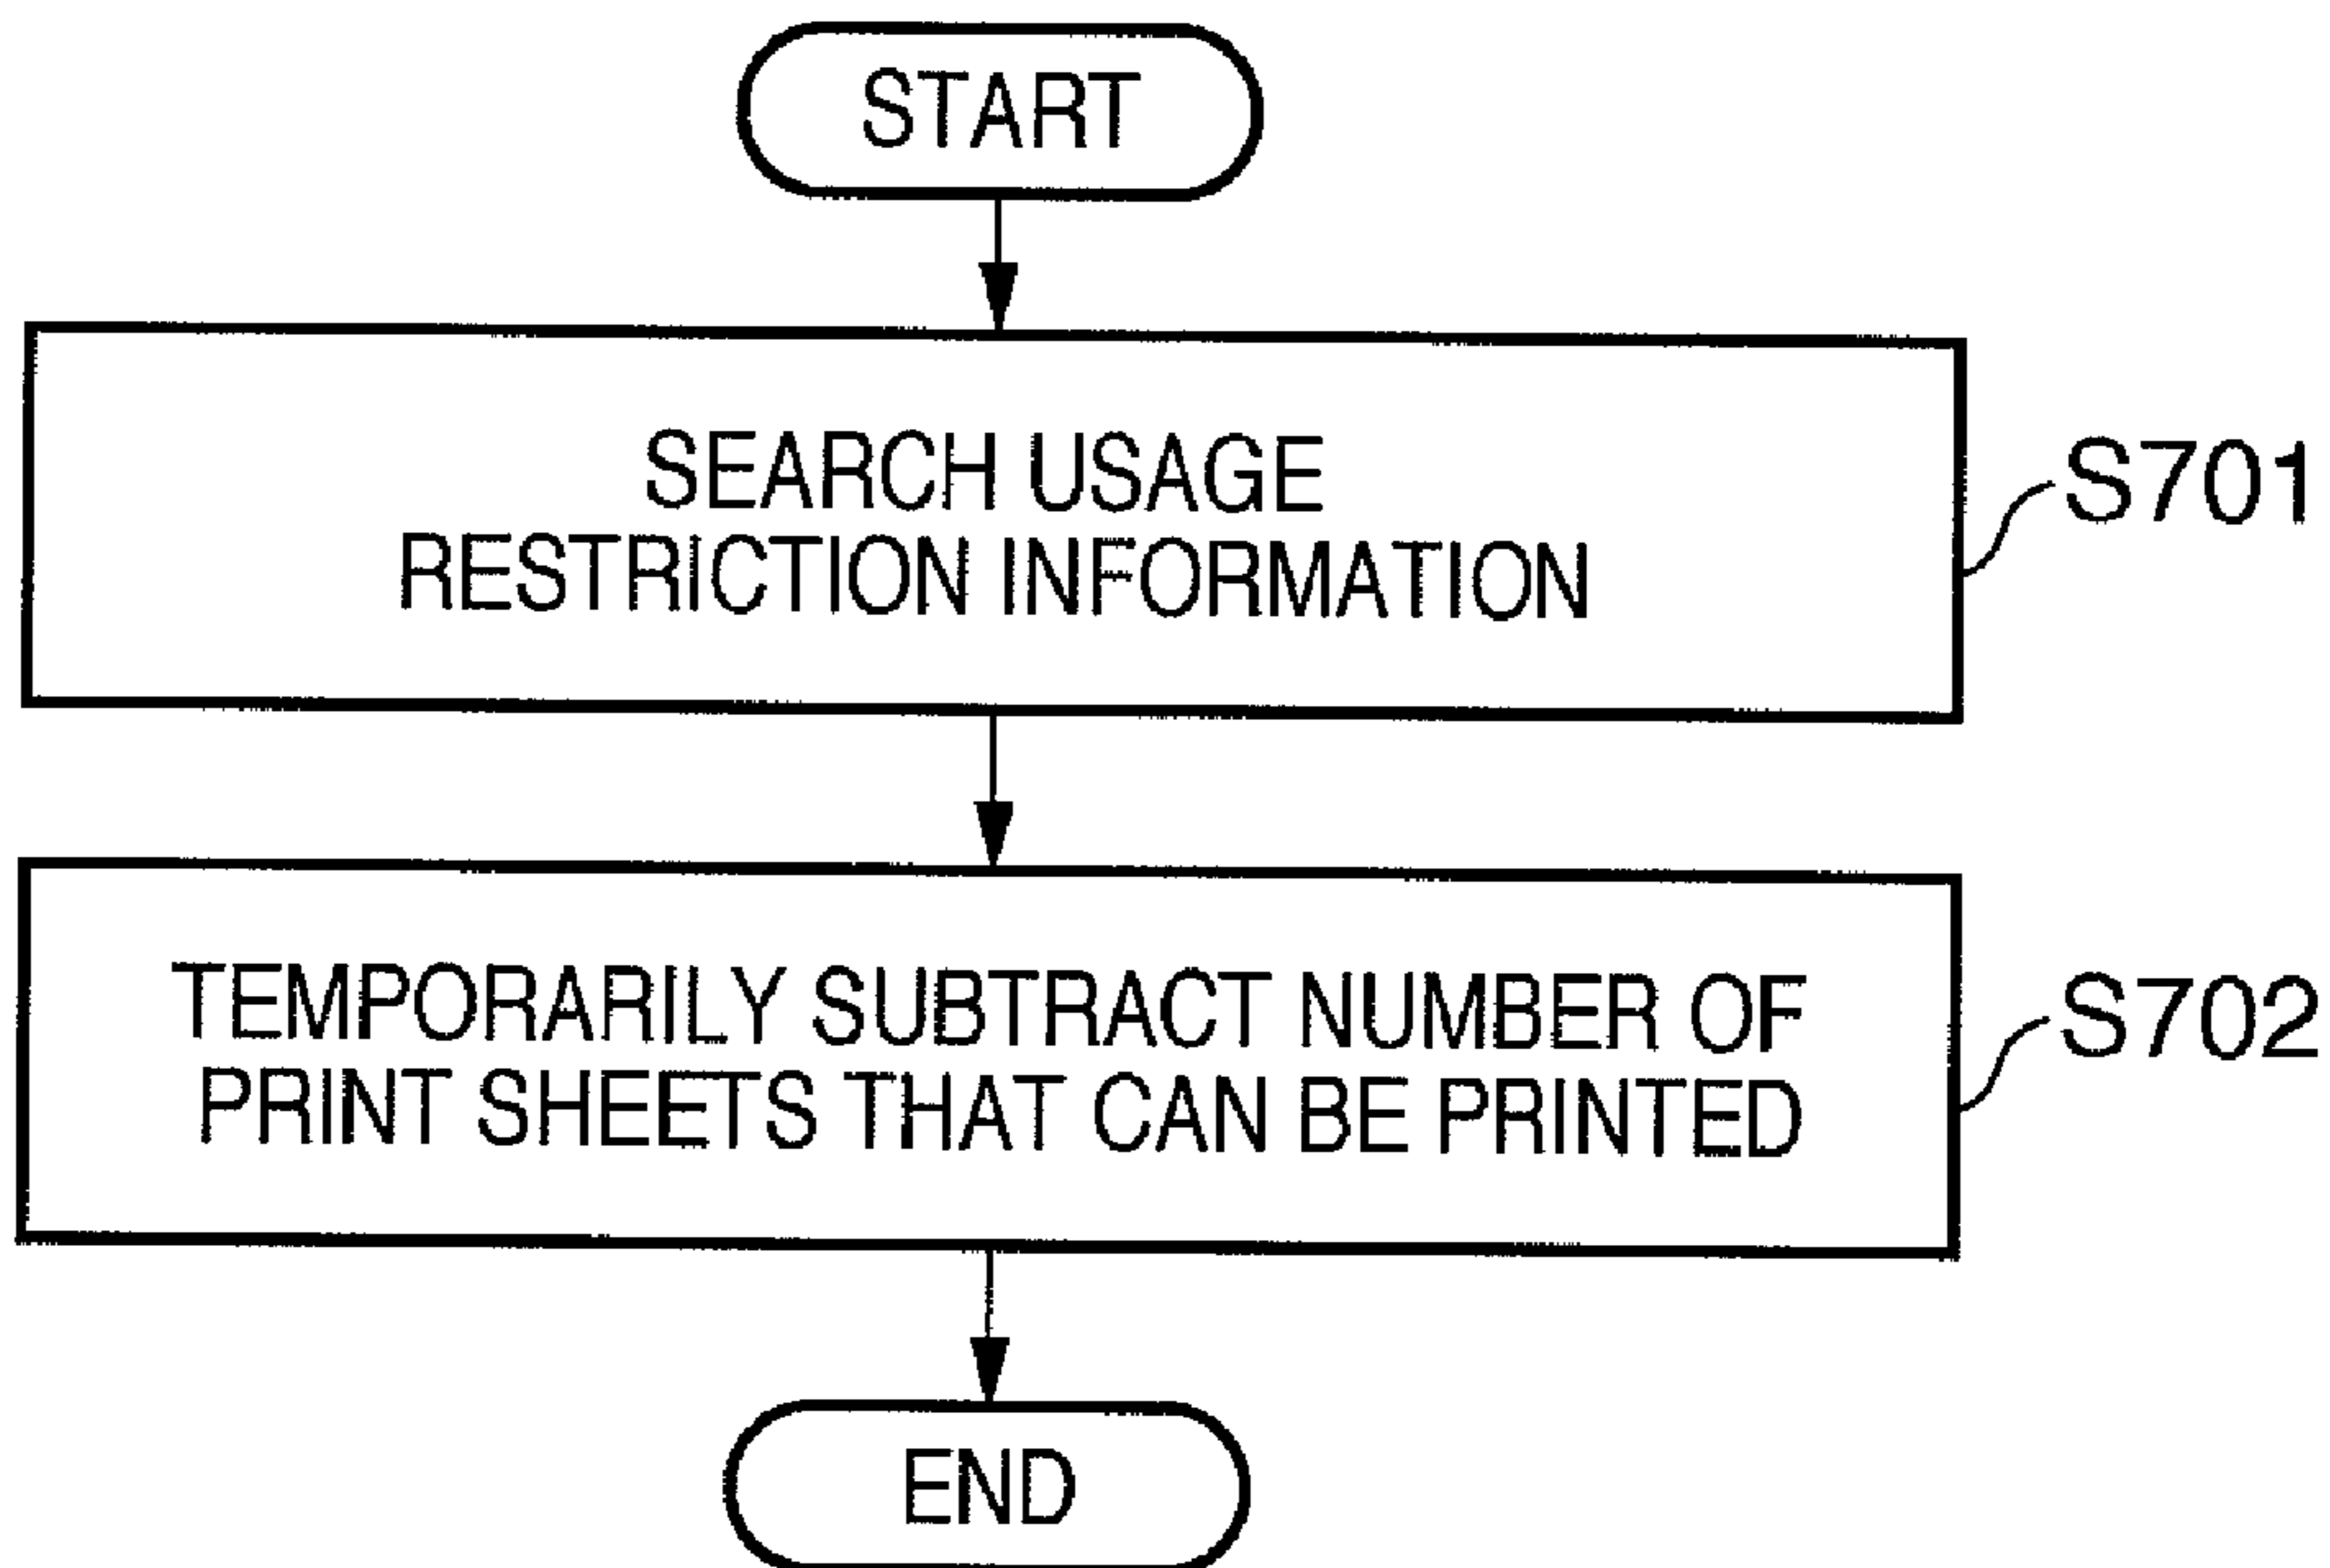 START
SEARCH USAGE
RESTRICTION INFORMATION
S701
TEMPORARILY SUBTRACT NUMBER OF
PRINT SHEETS THAT CAN BE PRINTED
S702
END